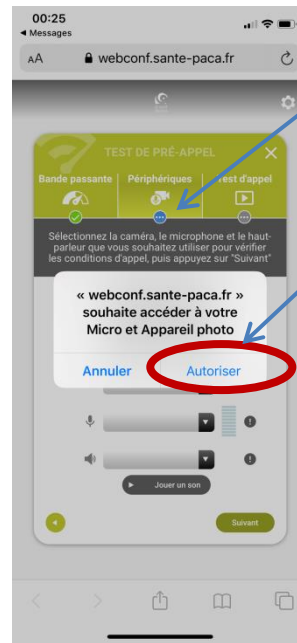 00:25
◀ Messages
AA webconf.sante-paca.fr
TEST DE PRÉ-APPEL
Bande passante Périphériques Test d'appel
Sélectionnez la caméra, le microphone et le haut-
parleur que vous souhaitez utiliser pour vérifier
les conditions d'appel, puis appuyez sur "Suivant"
« webconf.sante-paca.fr »
souhaite accéder à votre
Micro et Appareil photo
Annuler Autoriser
Jouer un son
Suivant